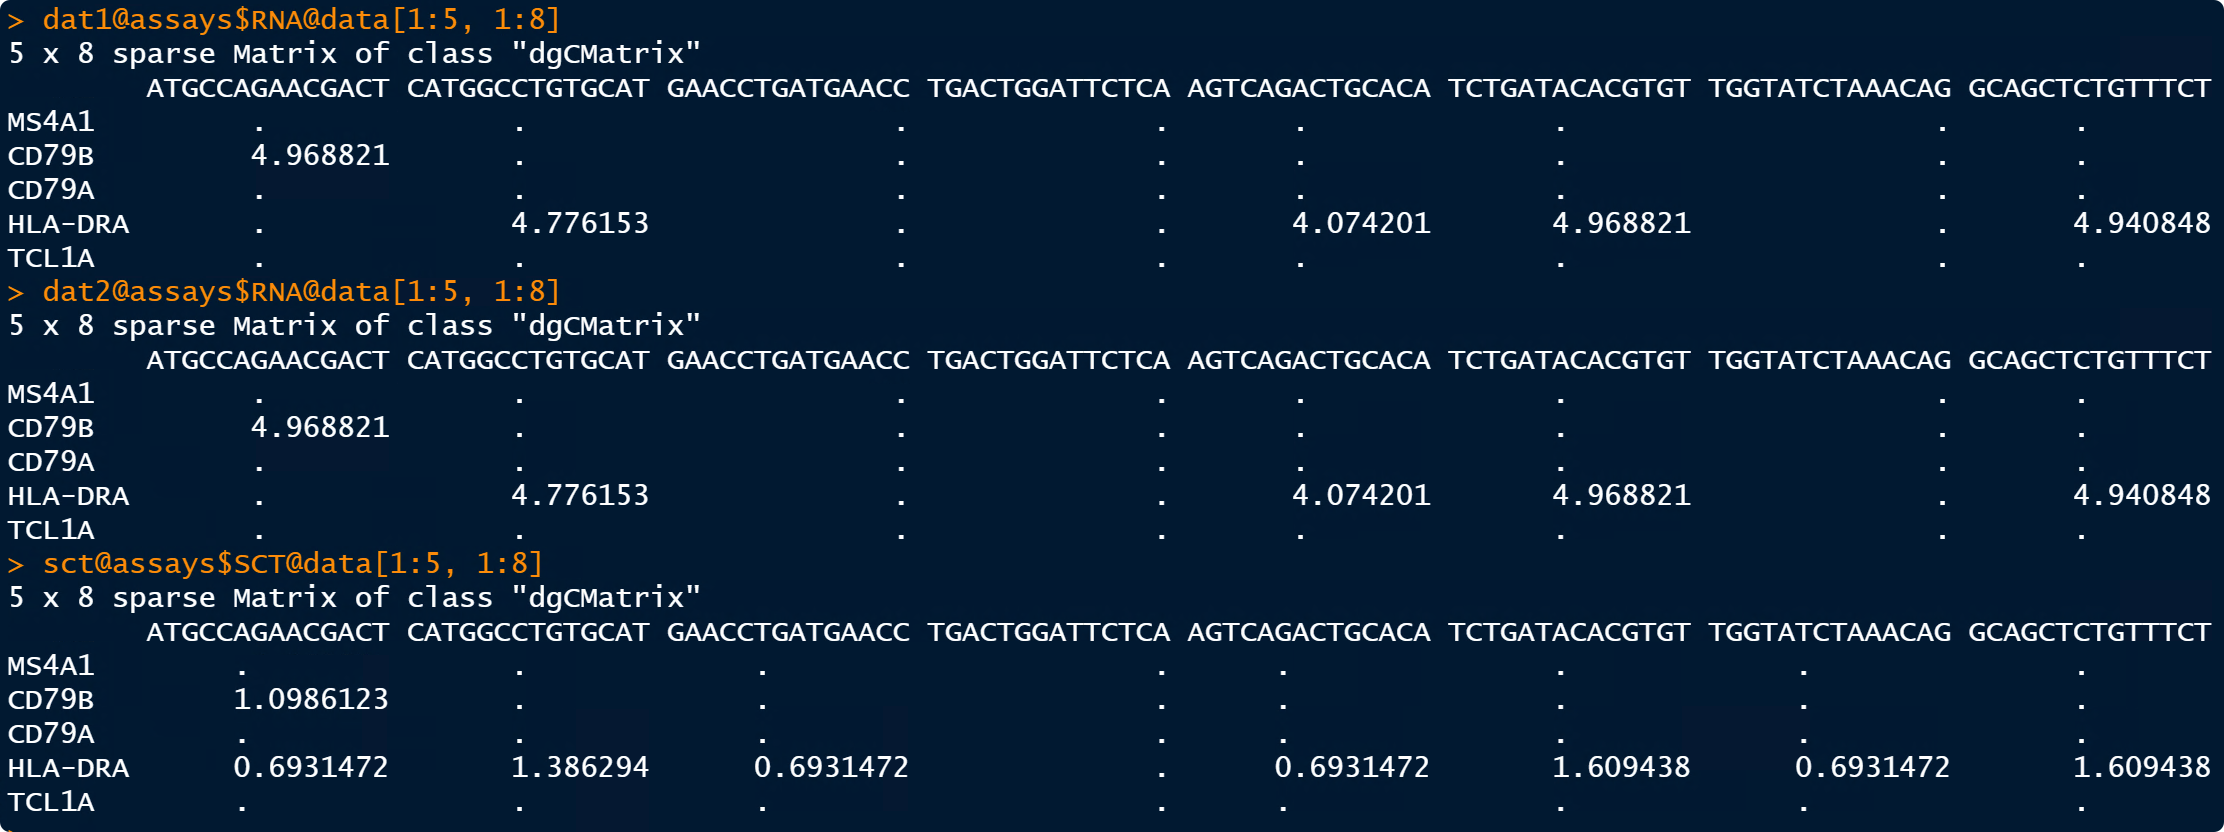 > dat1@assays$RNA@data[1:5, 1:8]
5 x 8 sparse Matrix of class "dgCMatrix"
        ATGCCAGAACGACT CATGGCCTGTGCAT GAACCTGATGAACC TGACTGGATTCTCA AGTCAGACTGCACA TCTGATACACGTGT TGGTATCTAAACAG GCAGCTCTGTTTCT
MS4A1 . . . . . . . .
CD79B 4.968821 . . . . . . .
CD79A . . . . . . . .
HLA-DRA . 4.776153 . . 4.074201 4.968821 . 4.940848
TCL1A . . . . . . . .
> dat2@assays$RNA@data[1:5, 1:8]
5 x 8 sparse Matrix of class "dgCMatrix"
        ATGCCAGAACGACT CATGGCCTGTGCAT GAACCTGATGAACC TGACTGGATTCTCA AGTCAGACTGCACA TCTGATACACGTGT TGGTATCTAAACAG GCAGCTCTGTTTCT
MS4A1 . . . . . . . .
CD79B 4.968821 . . . . . . .
CD79A . . . . . . . .
HLA-DRA . 4.776153 . . 4.074201 4.968821 . 4.940848
TCL1A . . . . . . . .
> sct@assays$SCT@data[1:5, 1:8]
5 x 8 sparse Matrix of class "dgCMatrix"
        ATGCCAGAACGACT CATGGCCTGTGCAT GAACCTGATGAACC TGACTGGATTCTCA AGTCAGACTGCACA TCTGATACACGTGT TGGTATCTAAACAG GCAGCTCTGTTTCT
MS4A1 . . . . . . . .
CD79B 1.0986123 . . . . . . .
CD79A . . . . . . . .
HLA-DRA 0.6931472 1.386294 0.6931472 . 0.6931472 1.609438 0.6931472 1.609438
TCL1A . . . . . . . .